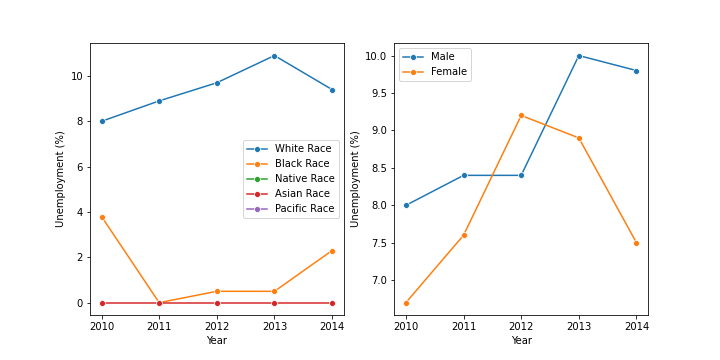 10
8
6
4
2
0
Unemployment (%)
White Race
Black Race
Native Race
Asian Race
Pacific Race
2010 2011 2012 2013 2014
Year
10.0
9.5
9.0
8.5
8.0
7.5
7.0
Unemployment (%)
Male
Female
2010 2011 2012 2013 2014
Year